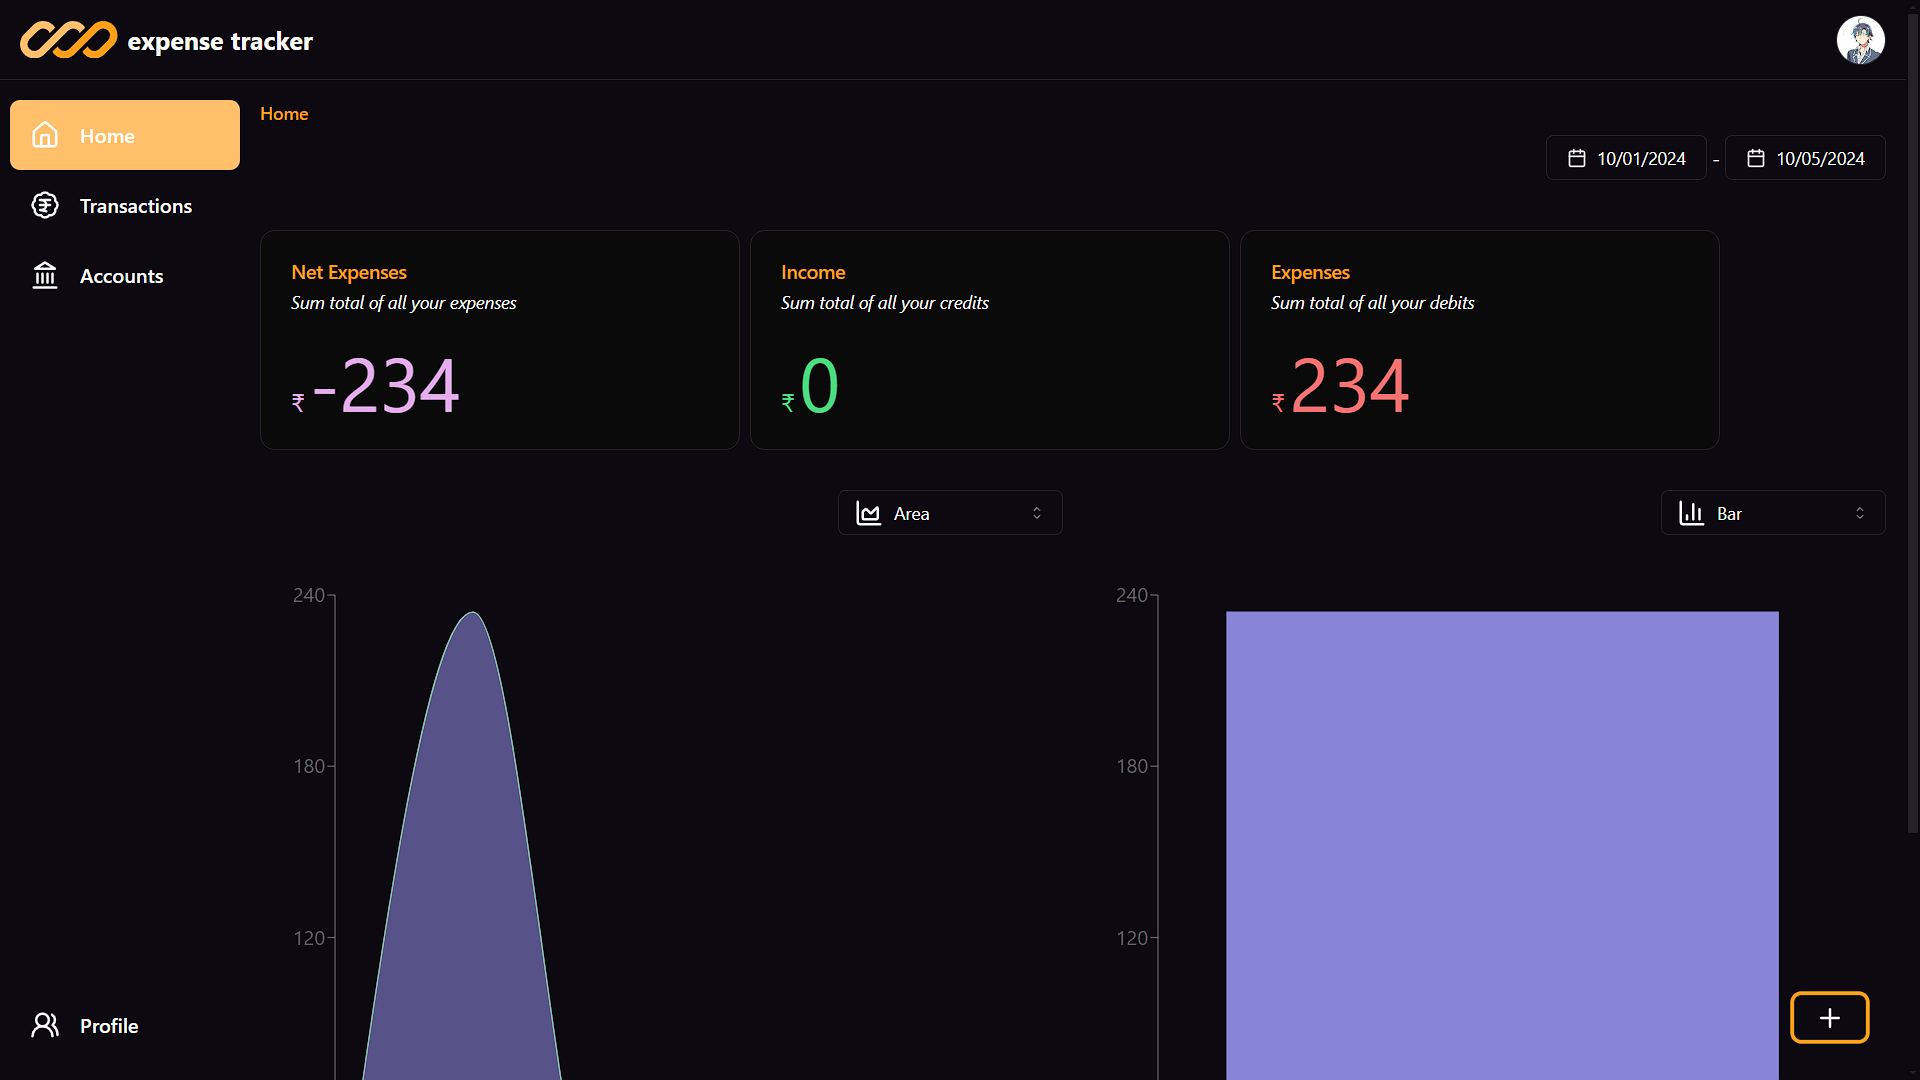 expense tracker
Home
Transactions
Accounts
Profile
Home
10/01/2024 - 10/05/2024
Net Expenses
Sum total of all your expenses
₹ -234
Income
Sum total of all your credits
₹ 0
Expenses
Sum total of all your debits
₹ 234
Area
240
180
120
Bar
240
180
120
+